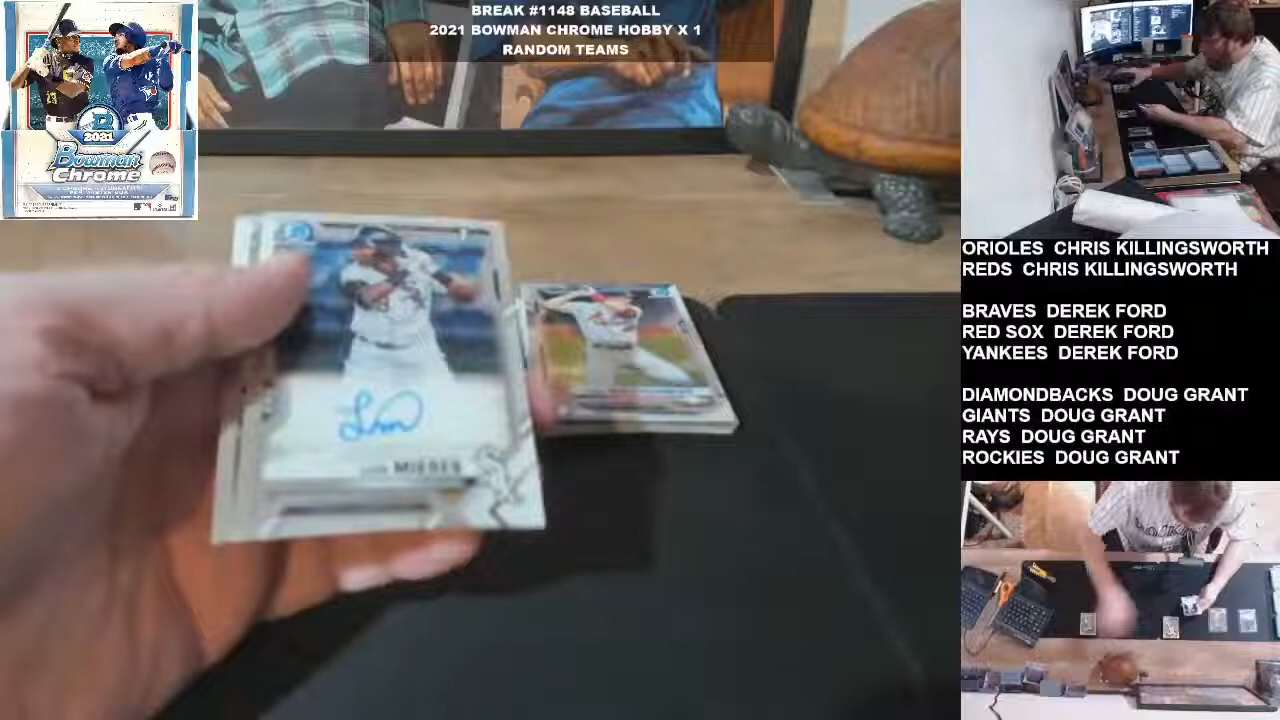 BREAK #1148 BASEBALL
2021 BOWMAN CHROME HOBBY X 1
RANDOM TEAMS
2021
Bowman
Chrome
MIESES
ORIOLES CHRIS KILLINGSWORTH
REDS CHRIS KILLINGSWORTH
BRAVES DEREK FORD
RED SOX DEREK FORD
YANKEES DEREK FORD
DIAMONDBACKS DOUG GRANT
GIANTS DOUG GRANT
RAYS DOUG GRANT
ROCKIES DOUG GRANT